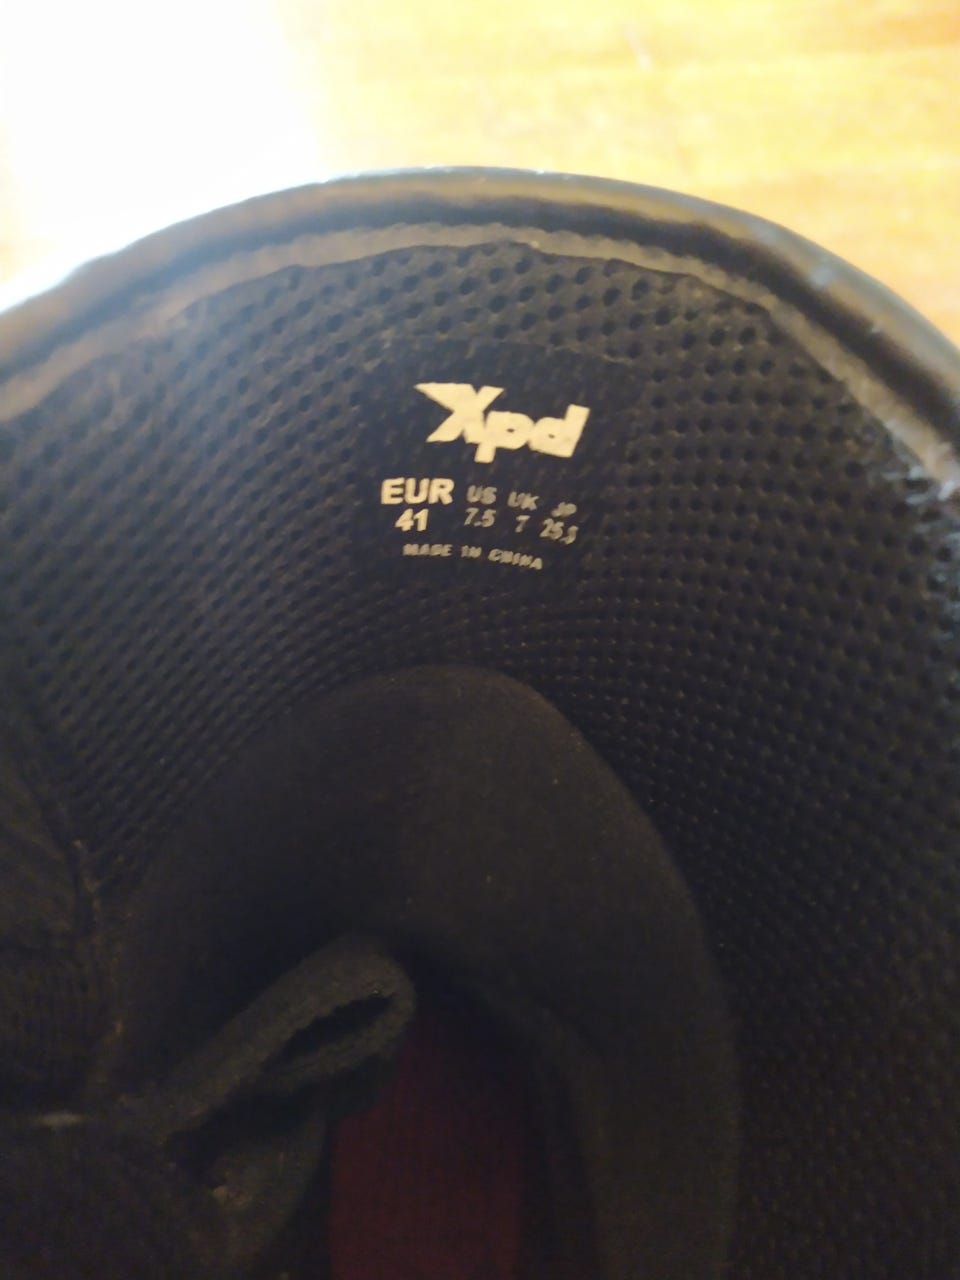 Xpd
EUR US UK JP
41 7.5 7 25.5
MADE IN CHINA